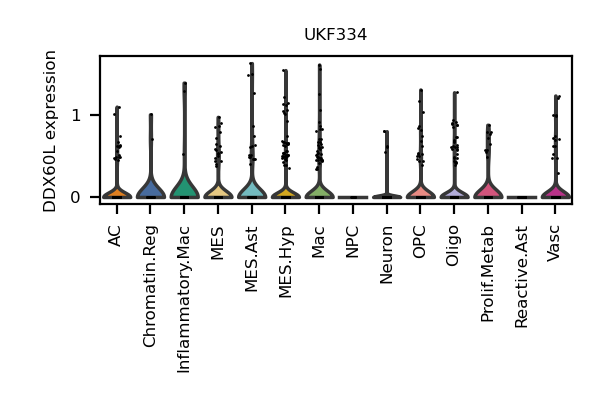 UKF334
DDX60L expression
1
0
AC
Chromatin.Reg
Inflammatory.Mac
MES
MES.Ast
MES.Hyp
Mac
NPC
Neuron
OPC
Oligo
Prolif.Metab
Reactive.Ast
Vasc